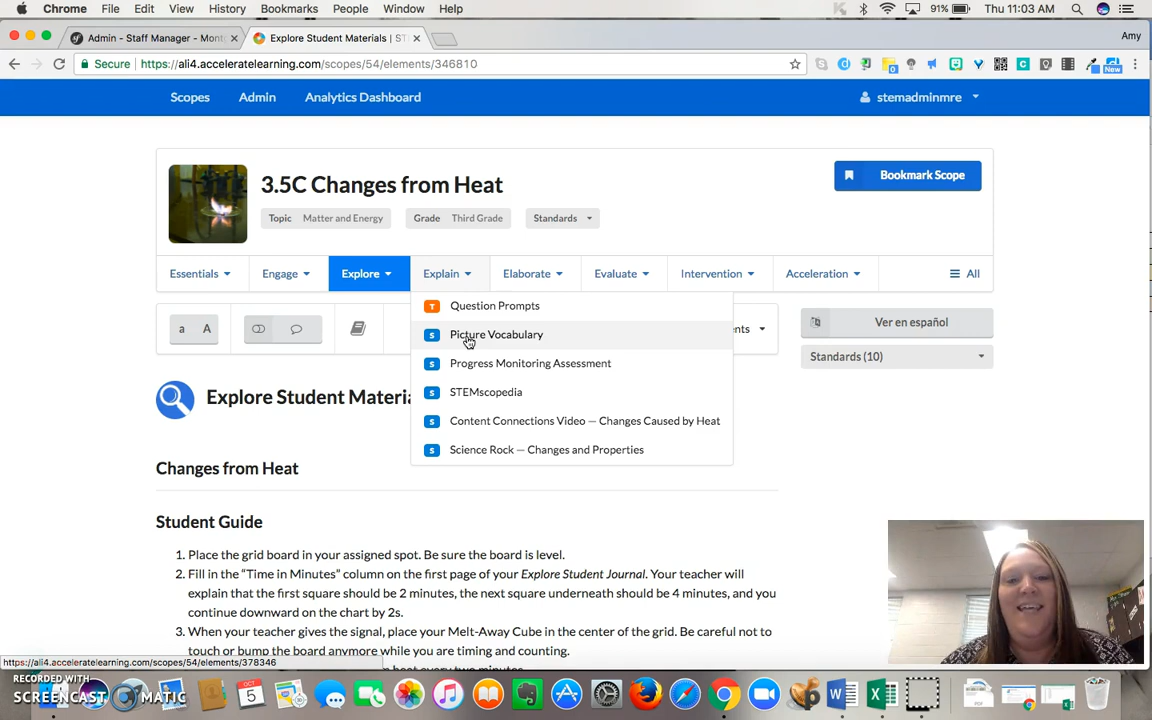 Chrome File Edit View History Bookmarks People Window Help 91% Thu 11:03 AM
Admin - Staff Manager - Mont Explore Student Materials | ST Amy
Secure https://ali4.acceleratelearning.com/scopes/54/elements/346810
New
Scopes Admin Analytics Dashboard stemadminmre
3.5C Changes from Heat
Bookmark Scope
Topic Matter and Energy Grade Third Grade Standards
Essentials Engage Explore Explain Elaborate Evaluate Intervention Acceleration All
T Question Prompts
S Picture Vocabulary
S Progress Monitoring Assessment
S STEMscopedia
S Content Connections Video — Changes Caused by Heat
S Science Rock — Changes and Properties
a A
Ver en español
Standards (10)
Explore Student Materi
Changes from Heat
Student Guide
1. Place the grid board in your assigned spot. Be sure the board is level.
2. Fill in the “Time in Minutes” column on the first page of your Explore Student Journal. Your teacher will
explain that the first square should be 2 minutes, the next square underneath should be 4 minutes, and you
continue downward on the chart by 2s.
3. When your teacher gives the signal, place your Melt-Away Cube in the center of the grid. Be careful not to
touch or bump the board anymore while you are timing and counting.
https://ali4.acceleratelearning.com/scopes/54/elements/378346
heat every two minutes.
RECORDED WITH
SCREENCAST MATIC
OCT
5